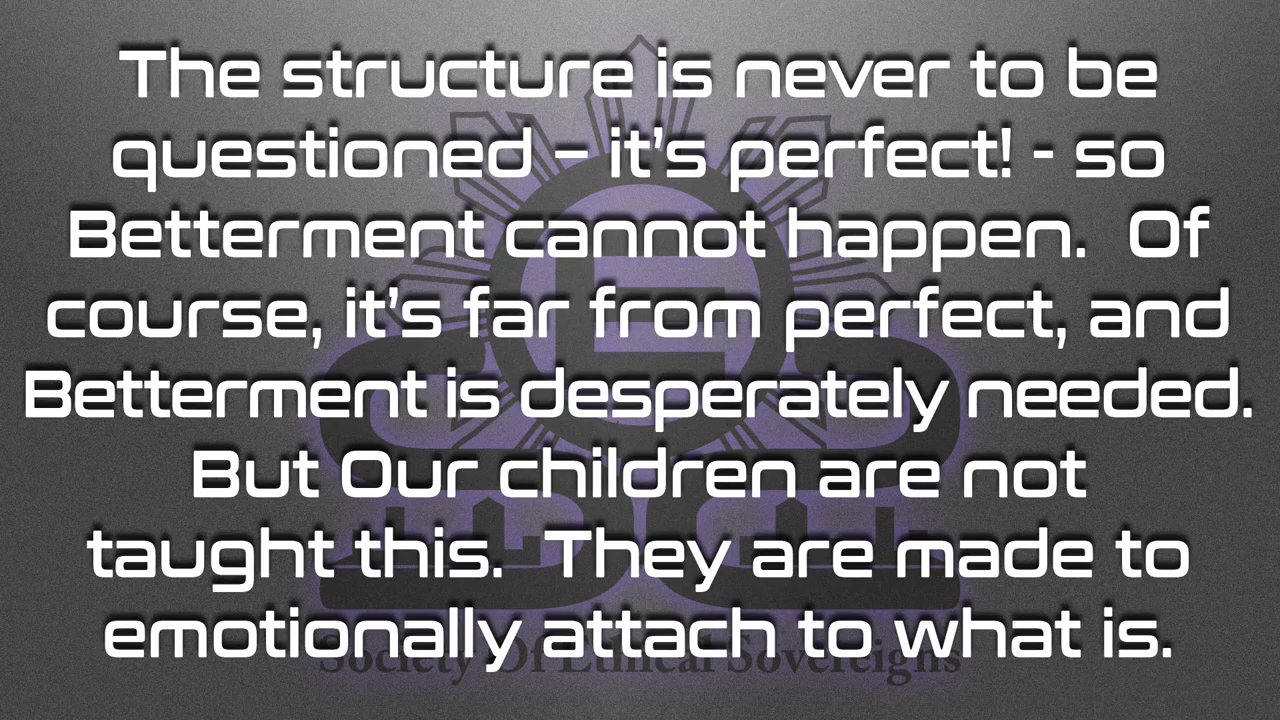 The structure is never to be
questioned – it's perfect! - so
Betterment cannot happen.  Of
course, it's far from perfect, and
Betterment is desperately needed.
But Our children are not
taught this.  They are made to
emotionally attach to what is.
Society Of Ethical Sovereigns